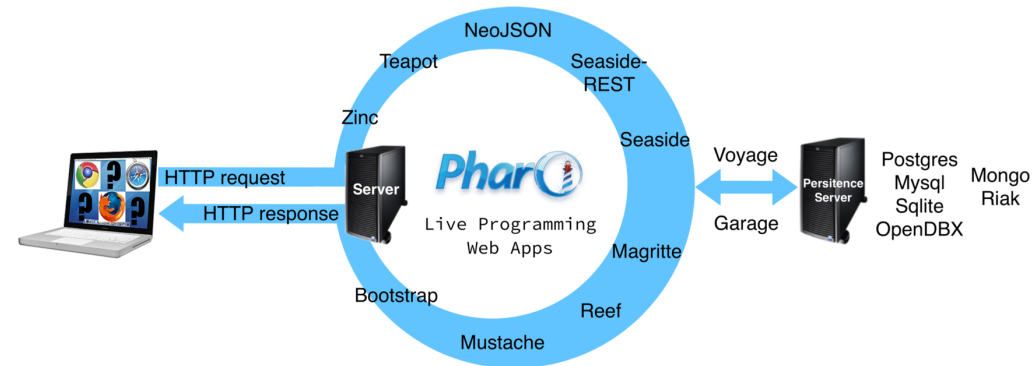 NeoJSON
Teapot
Seaside-
REST
Zinc
Seaside
HTTP request
HTTP response
Server
Pharo
Live Programming
Web Apps
Voyage
Garage
Persitence
Server
Postgres
Mysql
Sqlite
OpenDBX
Mongo
Riak
Magritte
Bootstrap
Reef
Mustache